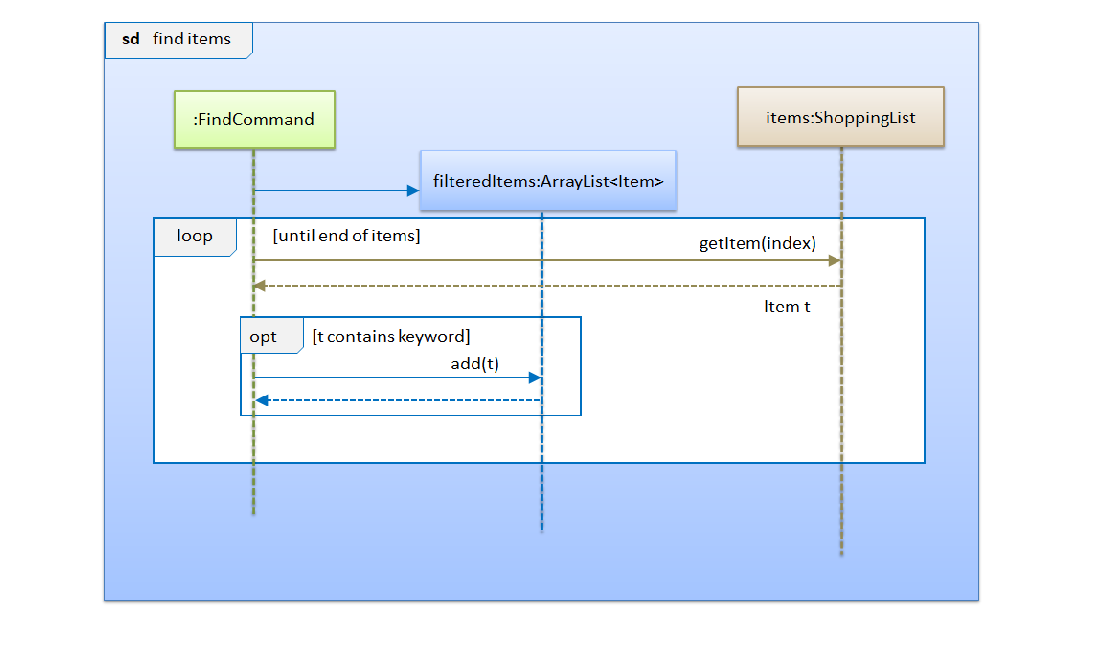 sd find items
:FindCommand
items:ShoppingList
filteredItems:ArrayList<Item>
loop
[until end of items]
getItem(index)
Item t
opt
[t contains keyword]
add(t)